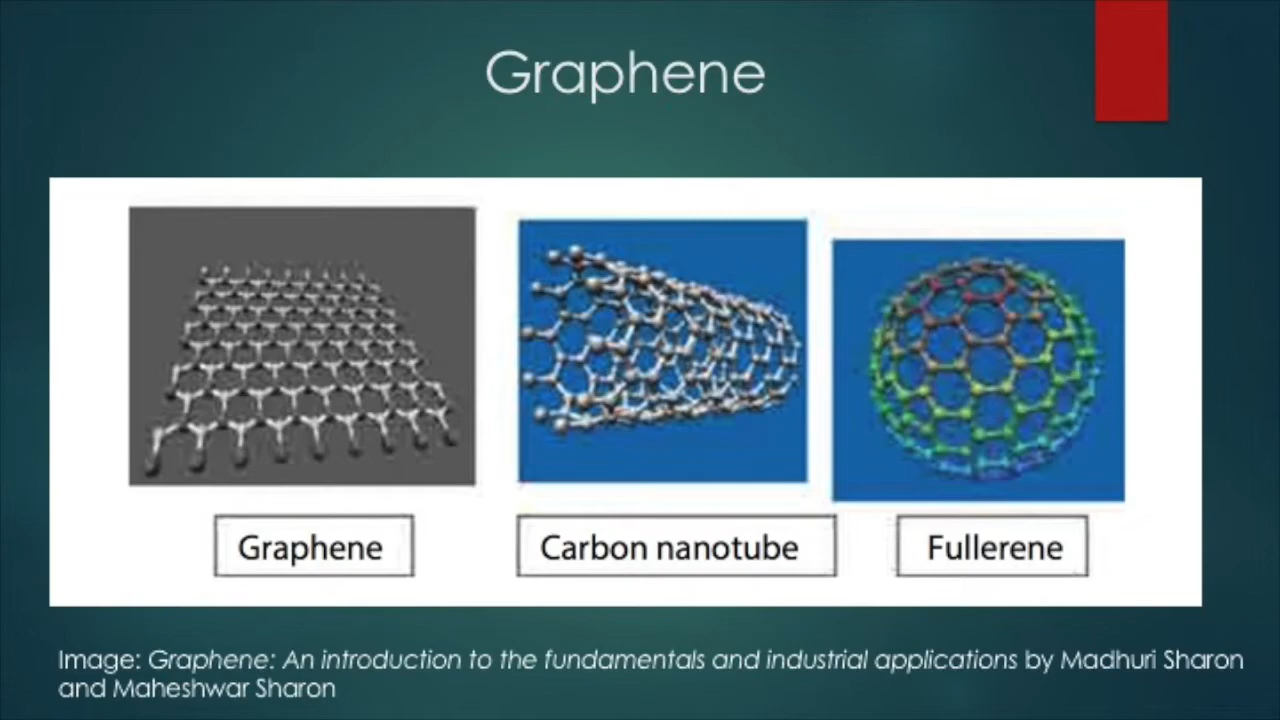 Graphene
Graphene
Carbon nanotube
Fullerene
Image: Graphene: An introduction to the fundamentals and industrial applications by Madhuri Sharon
and Maheshwar Sharon